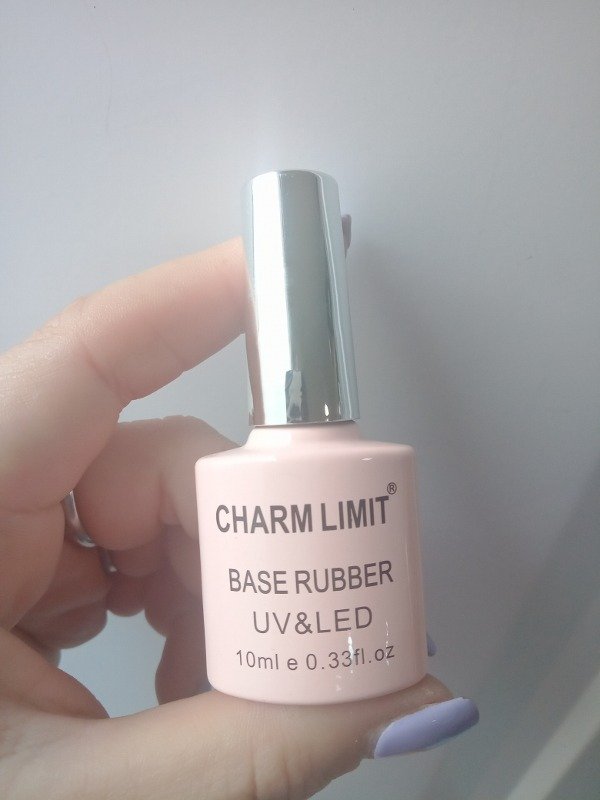 CHARM LIMIT®
BASE RUBBER
UV&LED
10ml e 0.33fl.oz